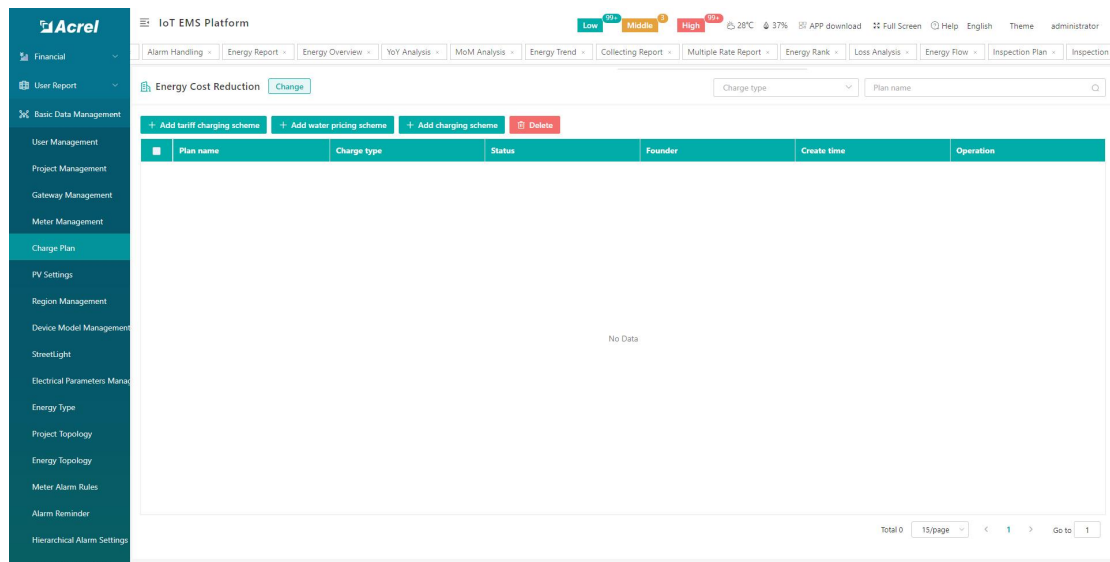 Acrel
IoT EMS Platform
Low 99+ Middle 3 High 99+ 28℃ 37% APP download Full Screen Help English Theme administrator
Alarm Handling × Energy Report × Energy Overview × YoY Analysis × MoM Analysis × Energy Trend × Collecting Report × Multiple Rate Report × Energy Rank × Loss Analysis × Energy Flow × Inspection Plan × Inspection
Financial
User Report
Basic Data Management
User Management
Project Management
Gateway Management
Meter Management
Charge Plan
PV Settings
Region Management
Device Model Management
StreetLight
Electrical Parameters Manag
Energy Type
Project Topology
Energy Topology
Meter Alarm Rules
Alarm Reminder
Hierarchical Alarm Settings
Energy Cost Reduction Change
Charge type Plan name
+ Add tariff charging scheme + Add water pricing scheme + Add charging scheme Delete
Plan name Charge type Status Founder Create time Operation
No Data
Total 0 15/page < 1 > Go to 1